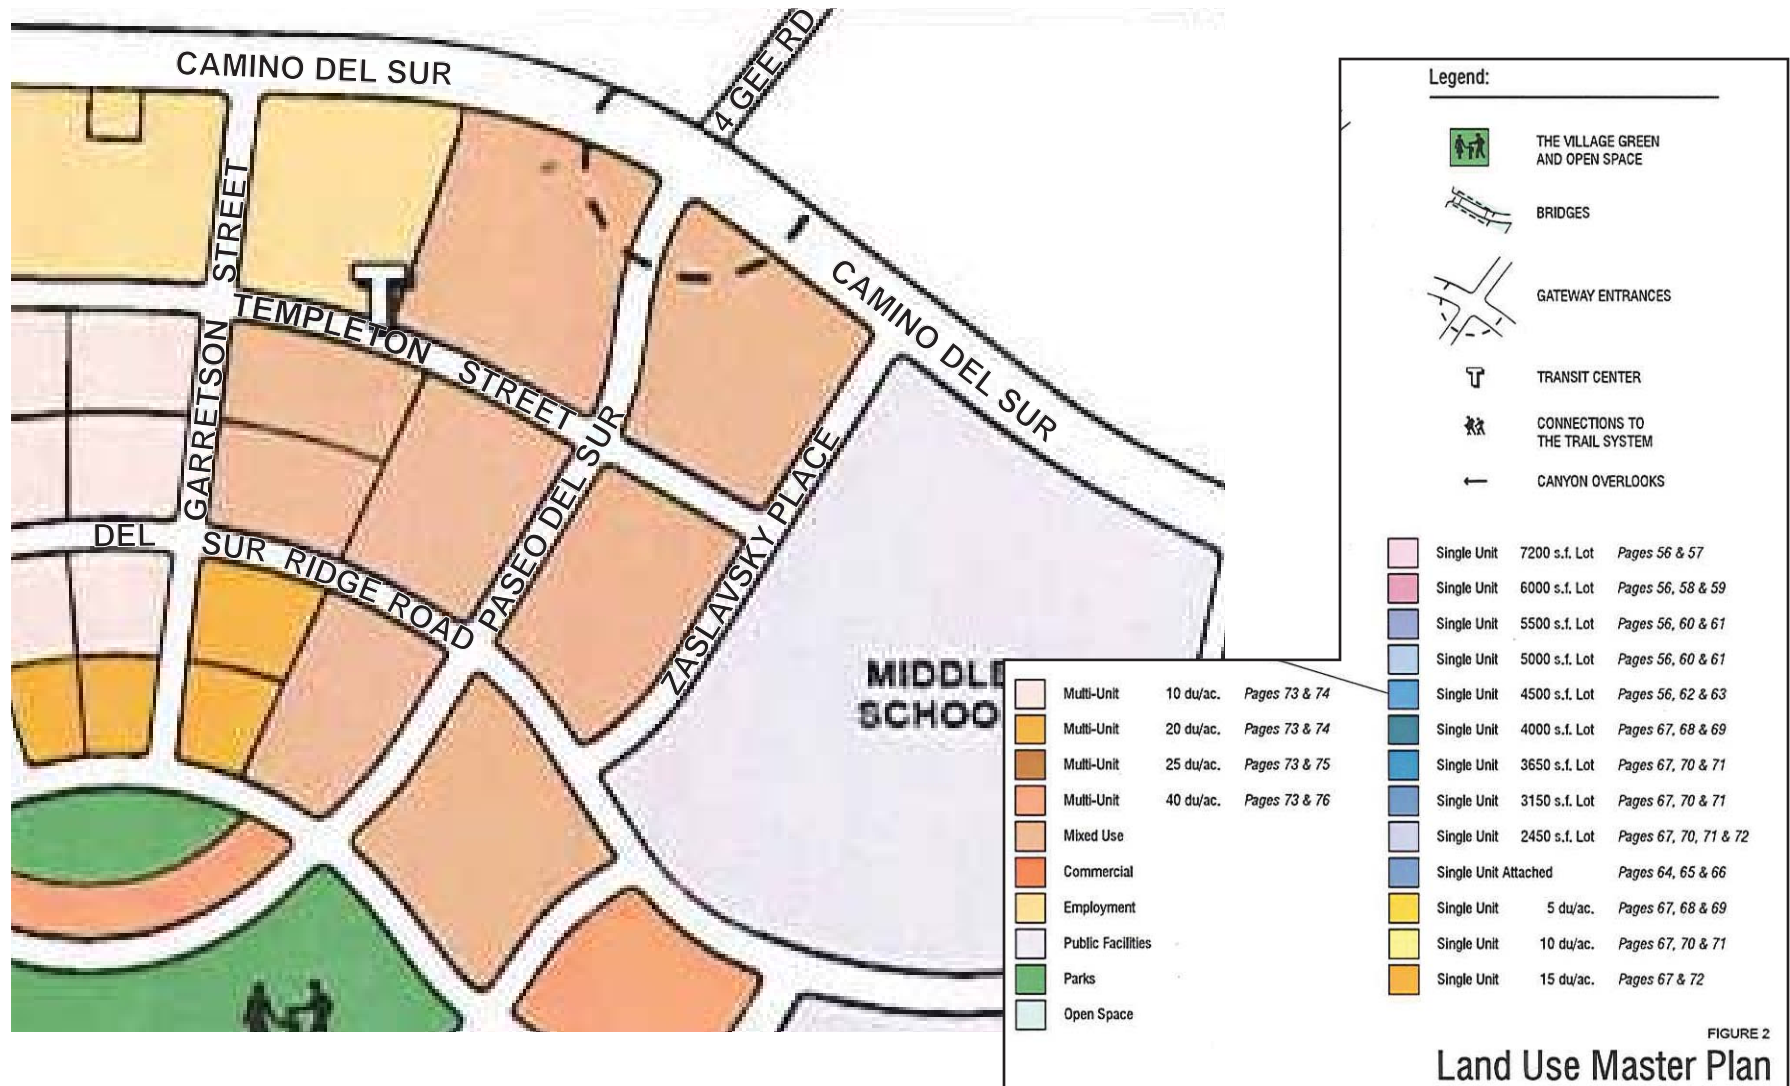 CAMINO DEL SUR
4 GEE RD
GARRETSON STREET
TEMPLETON STREET
CAMINO DEL SUR
DEL SUR RIDGE ROAD
PASEO DEL SUR
ZASLAVSKY PLACE
MIDDLE
SCHOO
Legend:
THE VILLAGE GREEN
AND OPEN SPACE
BRIDGES
GATEWAY ENTRANCES
T TRANSIT CENTER
CONNECTIONS TO
THE TRAIL SYSTEM
CANYON OVERLOOKS
Multi-Unit 10 du/ac. Pages 73 & 74
Multi-Unit 20 du/ac. Pages 73 & 74
Multi-Unit 25 du/ac. Pages 73 & 75
Multi-Unit 40 du/ac. Pages 73 & 76
Mixed Use
Commercial
Employment
Public Facilities
Parks
Open Space
Single Unit 7200 s.f. Lot Pages 56 & 57
Single Unit 6000 s.f. Lot Pages 56, 58 & 59
Single Unit 5500 s.f. Lot Pages 56, 60 & 61
Single Unit 5000 s.f. Lot Pages 56, 60 & 61
Single Unit 4500 s.f. Lot Pages 56, 62 & 63
Single Unit 4000 s.f. Lot Pages 67, 68 & 69
Single Unit 3650 s.f. Lot Pages 67, 70 & 71
Single Unit 3150 s.f. Lot Pages 67, 70 & 71
Single Unit 2450 s.f. Lot Pages 67, 70, 71 & 72
Single Unit Attached Pages 64, 65 & 66
Single Unit 5 du/ac. Pages 67, 68 & 69
Single Unit 10 du/ac. Pages 67, 70 & 71
Single Unit 15 du/ac. Pages 67 & 72
FIGURE 2
Land Use Master Plan
T